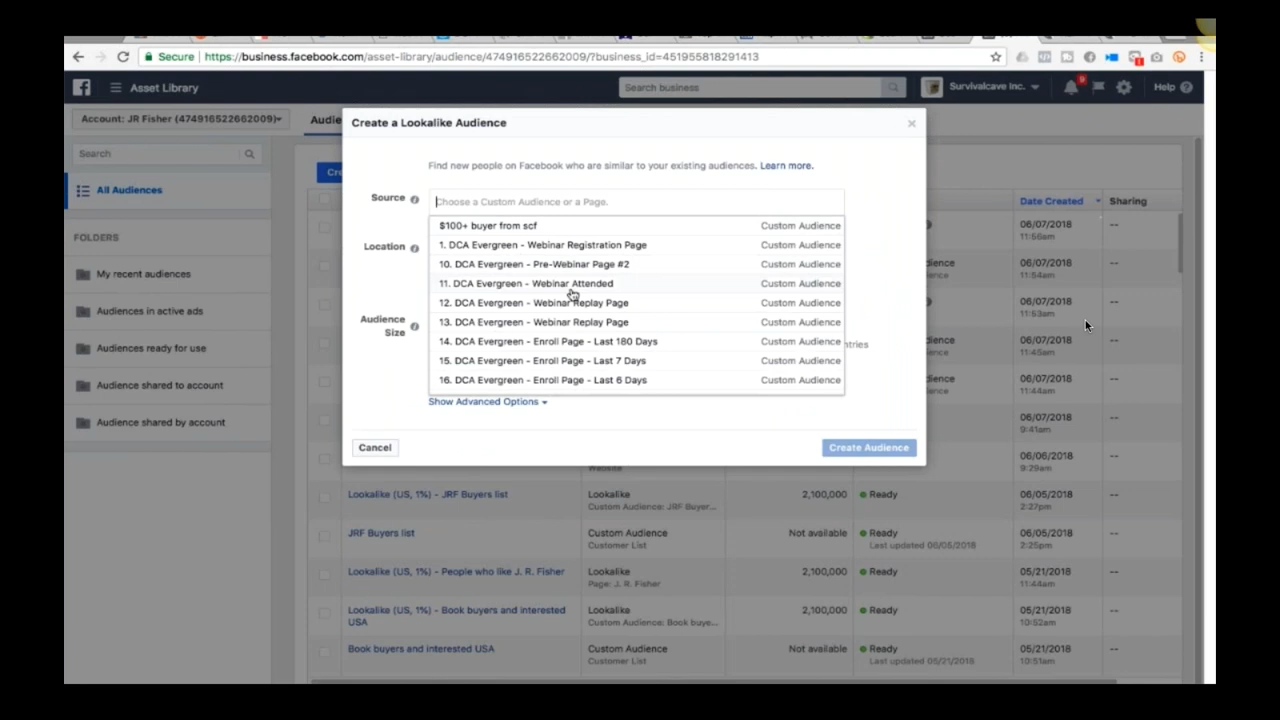 Secure | https://business.facebook.com/asset-library/audience/474916522662009/?business_id=451955818291413
Asset Library
Search business
Survivalcave Inc.
9
Help
Account: JR Fisher (474916522662009)
Audie
Search
All Audiences
FOLDERS
My recent audiences
Audiences in active ads
Audiences ready for use
Audience shared to account
Audience shared by account
Cre
Create a Lookalike Audience
Find new people on Facebook who are similar to your existing audiences. Learn more.
Source
Choose a Custom Audience or a Page.
Location
Audience
Size
$100+ buyer from scf Custom Audience
1. DCA Evergreen - Webinar Registration Page Custom Audience
10. DCA Evergreen - Pre-Webinar Page #2 Custom Audience
11. DCA Evergreen - Webinar Attended Custom Audience
12. DCA Evergreen - Webinar Replay Page Custom Audience
13. DCA Evergreen - Webinar Replay Page Custom Audience
14. DCA Evergreen - Enroll Page - Last 180 Days Custom Audience
15. DCA Evergreen - Enroll Page - Last 7 Days Custom Audience
16. DCA Evergreen - Enroll Page - Last 6 Days Custom Audience
ntries
Show Advanced Options
Cancel
Create Audience
Date Created Sharing
06/07/2018 --
11:56am
dience 06/07/2018 --
ence 11:54am
06/07/2018 --
11:53am
dience 06/07/2018 --
ence 11:45am
dience 06/07/2018 --
ence 11:44am
06/07/2018 --
9:41am
06/06/2018 --
Website 9:29am
Lookalike (US, 1%) - JRF Buyers list Lookalike 2,100,000 Ready 06/05/2018 --
Custom Audience: JRF Buyer... 2:27pm
JRF Buyers list Custom Audience Not available Ready 06/05/2018 --
Customer List Last updated 06/05/2018 2:25pm
Lookalike (US, 1%) - People who like J. R. Fisher Lookalike 2,100,000 Ready 05/21/2018 --
Page: J. R. Fisher 11:44am
Lookalike (US, 1%) - Book buyers and interested Lookalike 2,100,000 Ready 05/21/2018 --
USA Custom Audience: Book buye... 10:52am
Book buyers and interested USA Custom Audience Not available Ready 05/21/2018 --
Customer List Last updated 05/21/2018 10:51am